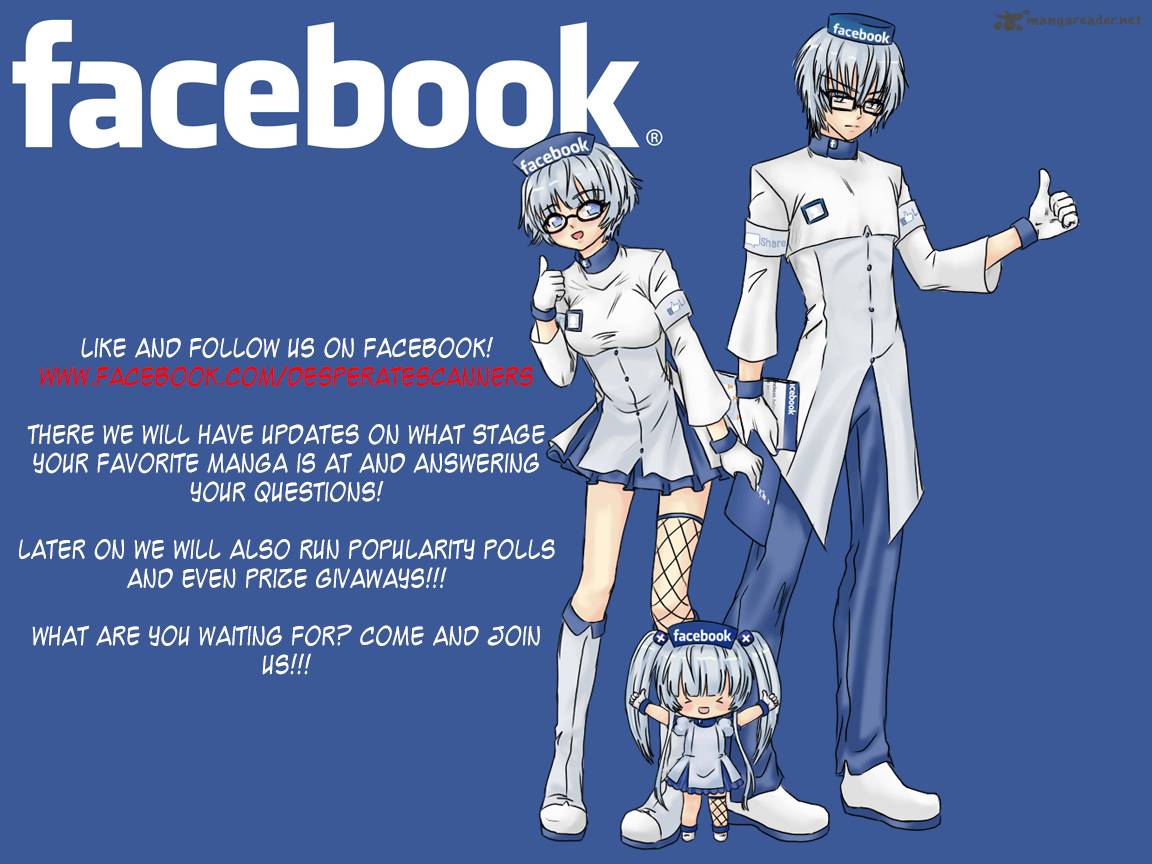 facebook®
mangareader.net
facebook
facebook
Share
LIKE AND FOLLOW US ON FACEBOOK!
WWW.FACEBOOK.COM/DESPERATESCANNERS
THERE WE WILL HAVE UPDATES ON WHAT STAGE
YOUR FAVORITE MANGA IS AT AND ANSWERING
YOUR QUESTIONS!
LATER ON WE WILL ALSO RUN POPULARITY POLLS
AND EVEN PRIZE GIVAWAYS!!!
WHAT ARE YOU WAITING FOR? COME AND JOIN
US!!!
facebook
facebook